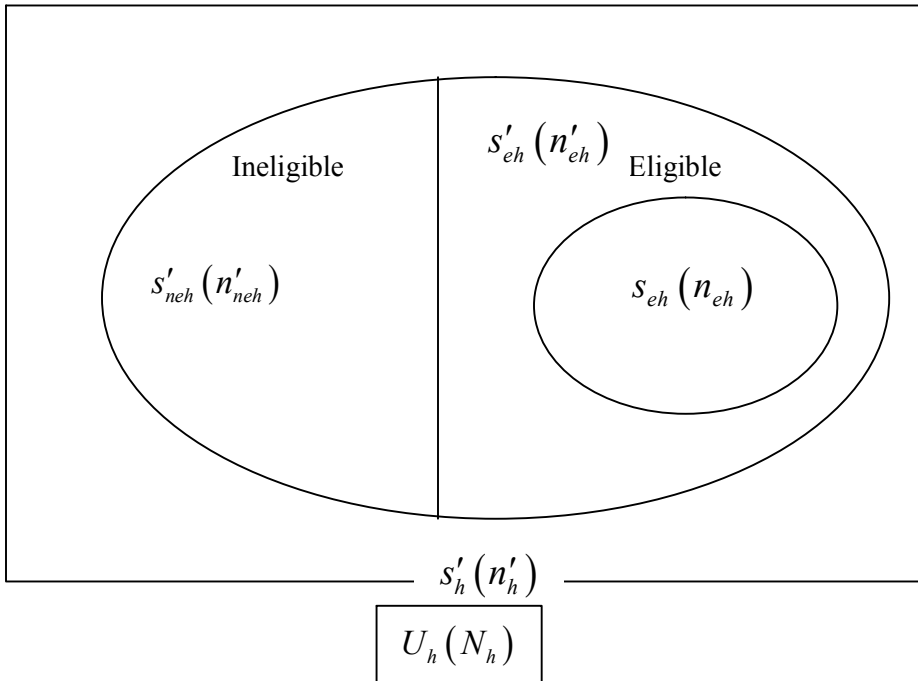 s′eh (n′eh)
Ineligible Eligible
s′neh (n′neh) seh (neh)
s′h (n′h)
Uh (Nh)